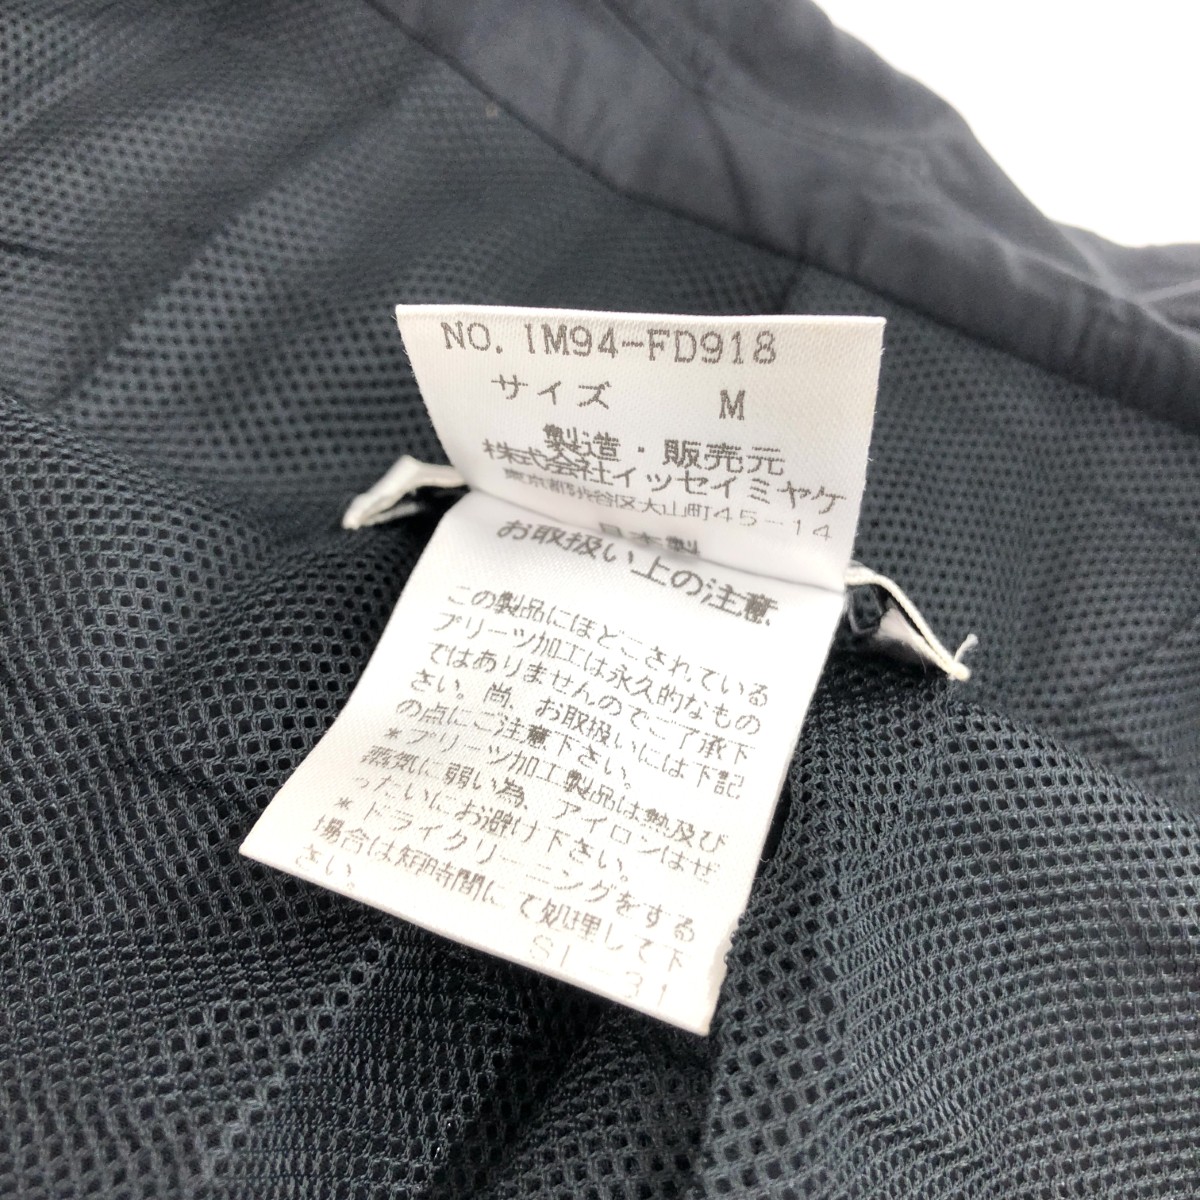 NO. IM94-FD918
サイズ M
製造・販売元
株式会社イッセイミヤケ
東京都渋谷区大山町45-14
日本製
お取扱い上の注意
この製品にほどこされている
プリーツ加工は永久的なもの
ではありませんのでご了承下
さい。尚、お取扱いには下記
の点にご注意下さい。
*プリーツ加工製品は熱及び
蒸気に弱い為、アイロンはぜ
ったいにお避け下さい。
*ドライクリーニングをする
場合は短時間にて処理して下
さい。
SI-31